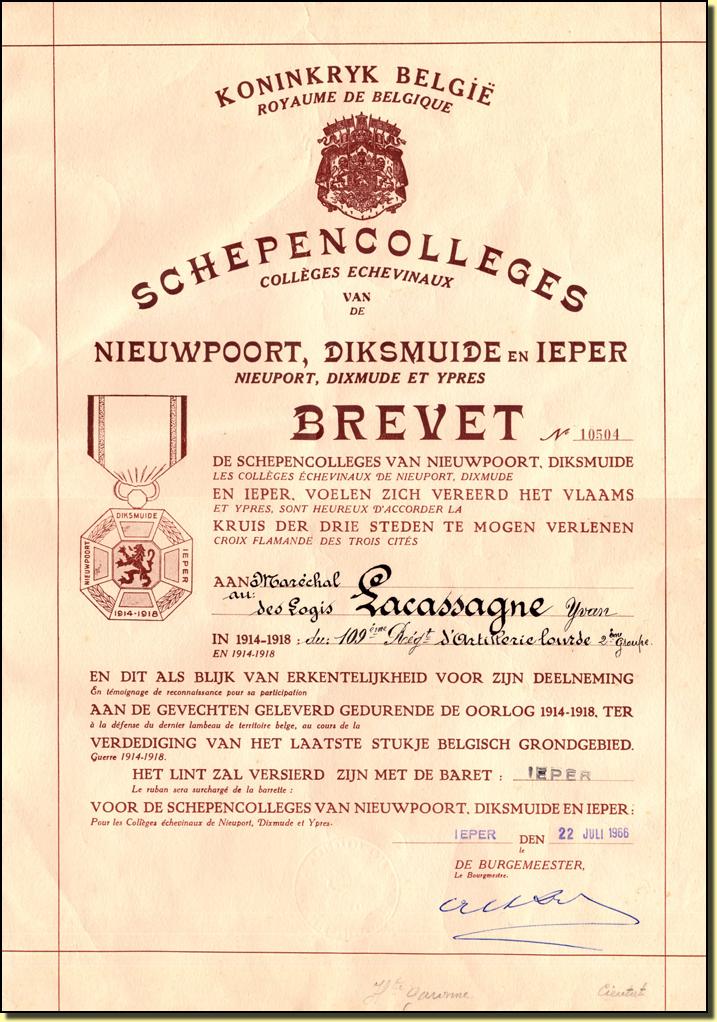 KONINKRYK BELGIË
ROYAUME DE BELGIQUE
SCHEPENCOLLEGES
COLLÈGES ECHEVINAUX
VAN
DE
NIEUWPOORT, DIKSMUIDE EN IEPER
NIEUPORT, DIXMUDE ET YPRES
BREVET № 10504
DE SCHEPENCOLLEGES VAN NIEUWPOORT, DIKSMUIDE
LES COLLÈGES ÉCHEVINAUX DE NIEUPORT, DIXMUDE
EN IEPER, VOELEN ZICH VEREERD HET VLAAMS
ET YPRES, SONT HEUREUX D'ACCORDER LA
KRUIS DER DRIE STEDEN TE MOGEN VERLENEN
CROIX FLAMANDE DES TROIS CITÉS
DIKSMUIDE
NIEUWPOORT
IEPER
1914-1918
AAN Maréchal
au: des Logis Lacassagne Yvan
IN 1914-1918 : du: 109ème Régt d'Artillerie lourde 2ème Groupe.
EN 1914-1918
EN DIT ALS BLIJK VAN ERKENTELIJKHEID VOOR ZIJN DEELNEMING
En témoignage de reconnaissance pour sa participation
AAN DE GEVECHTEN GELEVERD GEDURENDE DE OORLOG 1914-1918, TER
à la défense du dernier lambeau de territoire belge, au cours de la
VERDEDIGING VAN HET LAATSTE STUKJE BELGISCH GRONDGEBIED.
Guerre 1914-1918.
HET LINT ZAL VERSIERD ZIJN MET DE BARET : IEPER
Le ruban sera surchargé de la barrette :
VOOR DE SCHEPENCOLLEGES VAN NIEUWPOORT, DIKSMUIDE EN IEPER:
Pour les Collèges échevinaux de Nieuport, Dixmude et Ypres.
IEPER DEN 22 JULI 1966
le
DE BURGEMEESTER,
Le Bourgmestre.
Hte Garonne